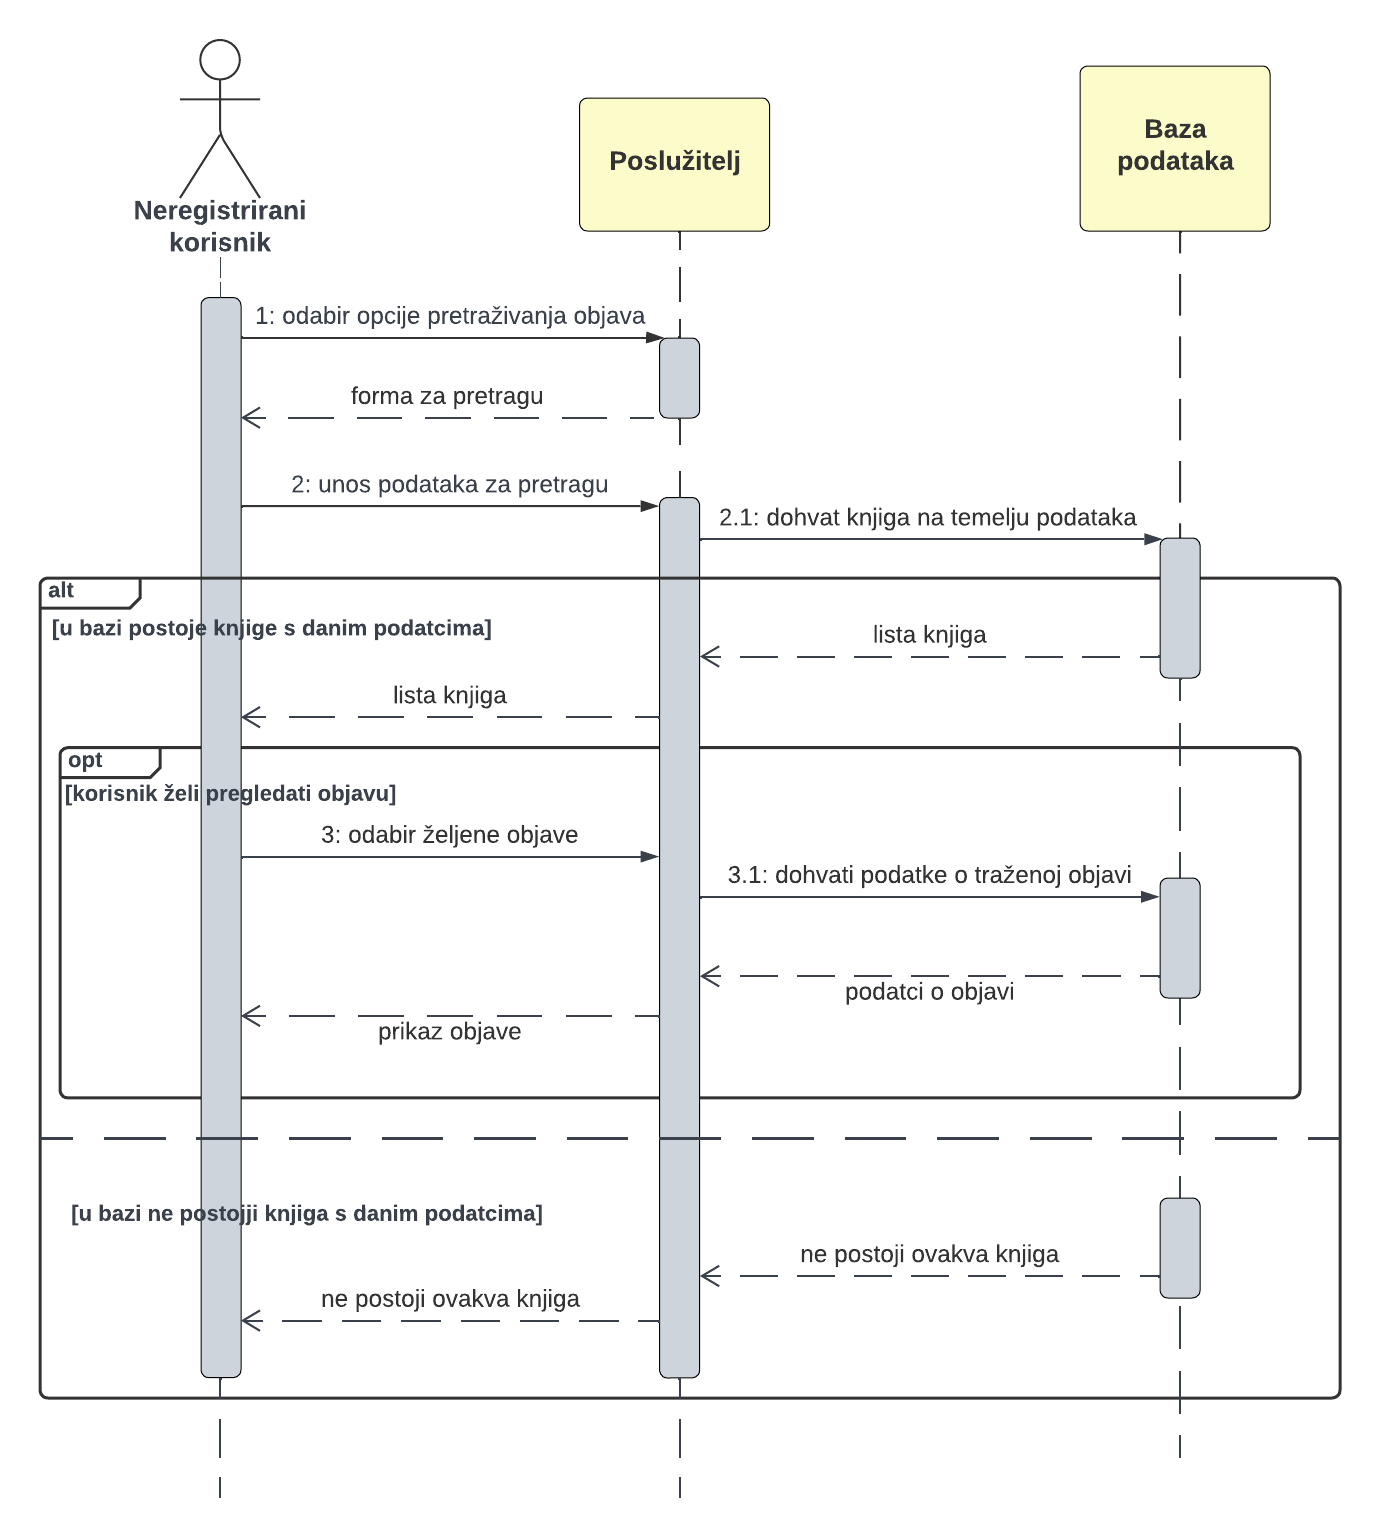 Neregistrirani
korisnik
Poslužitelj
Baza
podataka
1: odabir opcije pretraživanja objava
forma za pretragu
2: unos podataka za pretragu
2.1: dohvat knjiga na temelju podataka
alt
[u bazi postoje knjige s danim podatcima]
lista knjiga
lista knjiga
opt
[korisnik želi pregledati objavu]
3: odabir željene objave
3.1: dohvati podatke o traženoj objavi
podatci o objavi
prikaz objave
[u bazi ne postojji knjiga s danim podatcima]
ne postoji ovakva knjiga
ne postoji ovakva knjiga